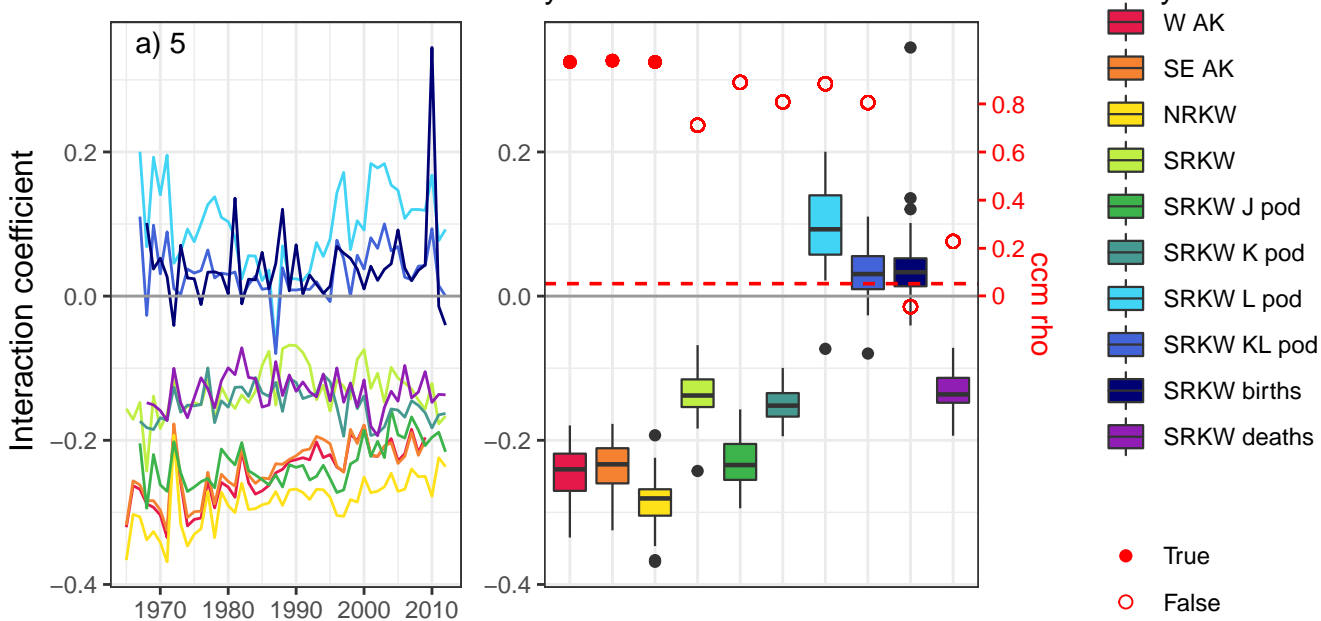 a) 5
Interaction coefficient
0.2
0.0
−0.2
−0.4
1970 1980 1990 2000 2010
0.2
0.0
−0.2
−0.4
0.8
0.6
0.4
0.2
0
ccm rho
W AK
SE AK
NRKW
SRKW
SRKW J pod
SRKW K pod
SRKW L pod
SRKW KL pod
SRKW births
SRKW deaths
True
False